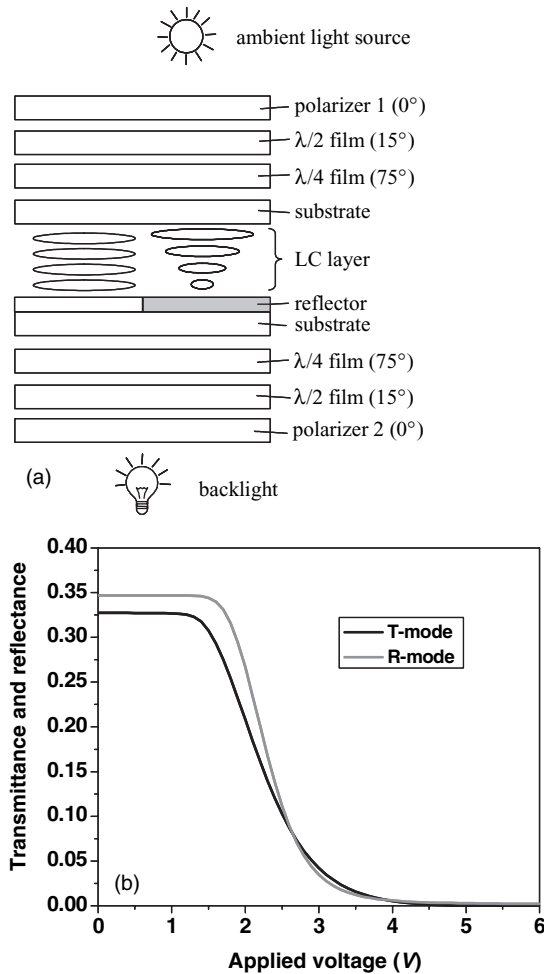 ambient light source
polarizer 1 (0°)
λ/2 film (15°)
λ/4 film (75°)
substrate
LC layer
reflector
substrate
λ/4 film (75°)
λ/2 film (15°)
polarizer 2 (0°)
(a)
backlight
Transmittance and reflectance
0.40
0.35
0.30
0.25
0.20
0.15
0.10
0.05
0.00
T-mode
R-mode
(b)
0 1 2 3 4 5 6
Applied voltage (V)